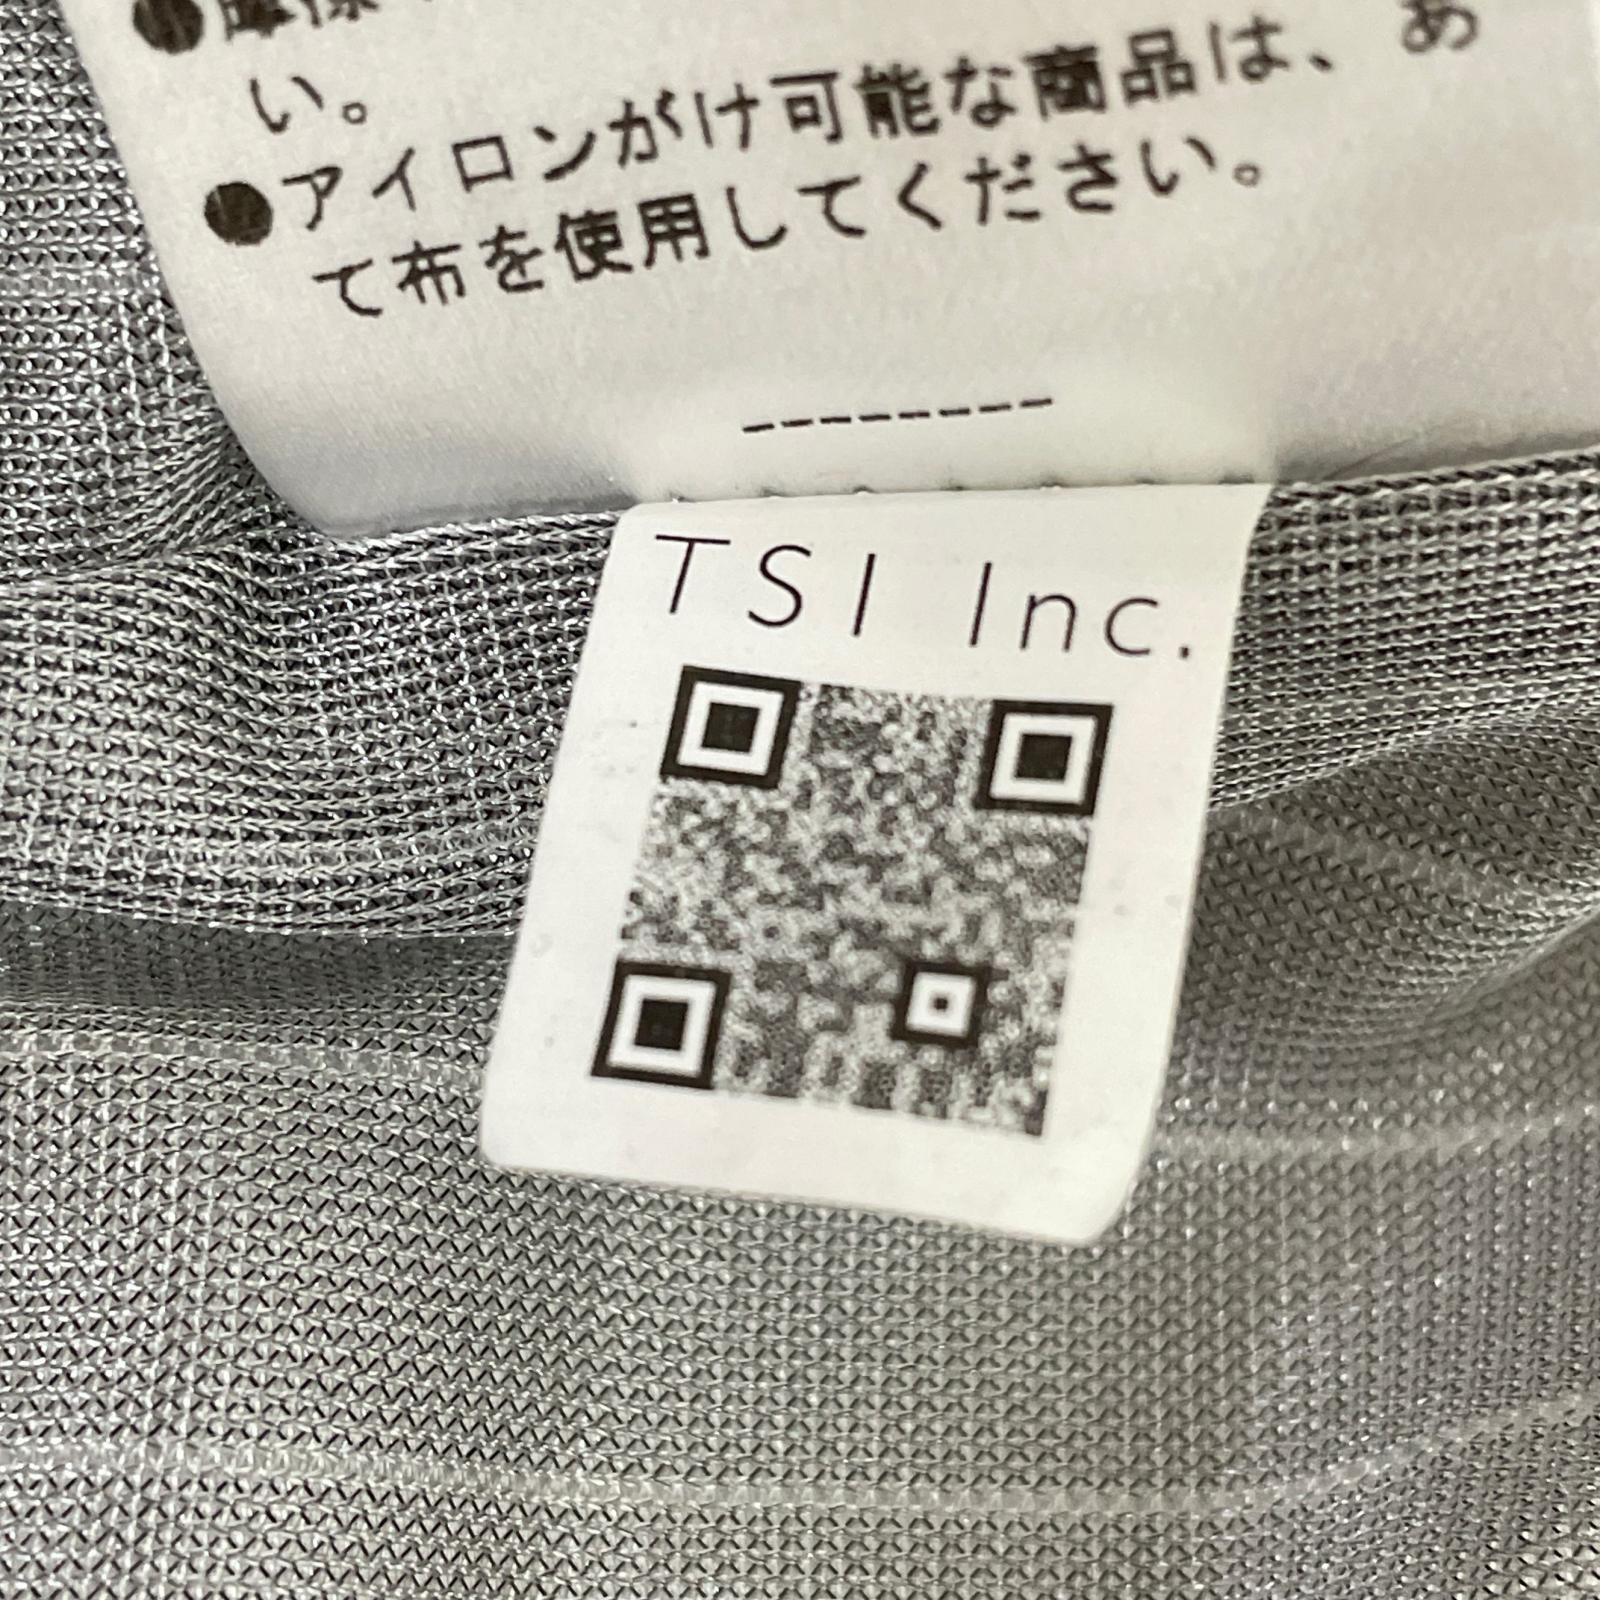 い。
●アイロンがけ可能な商品は、あ
て布を使用してください。
--------
TSI Inc.